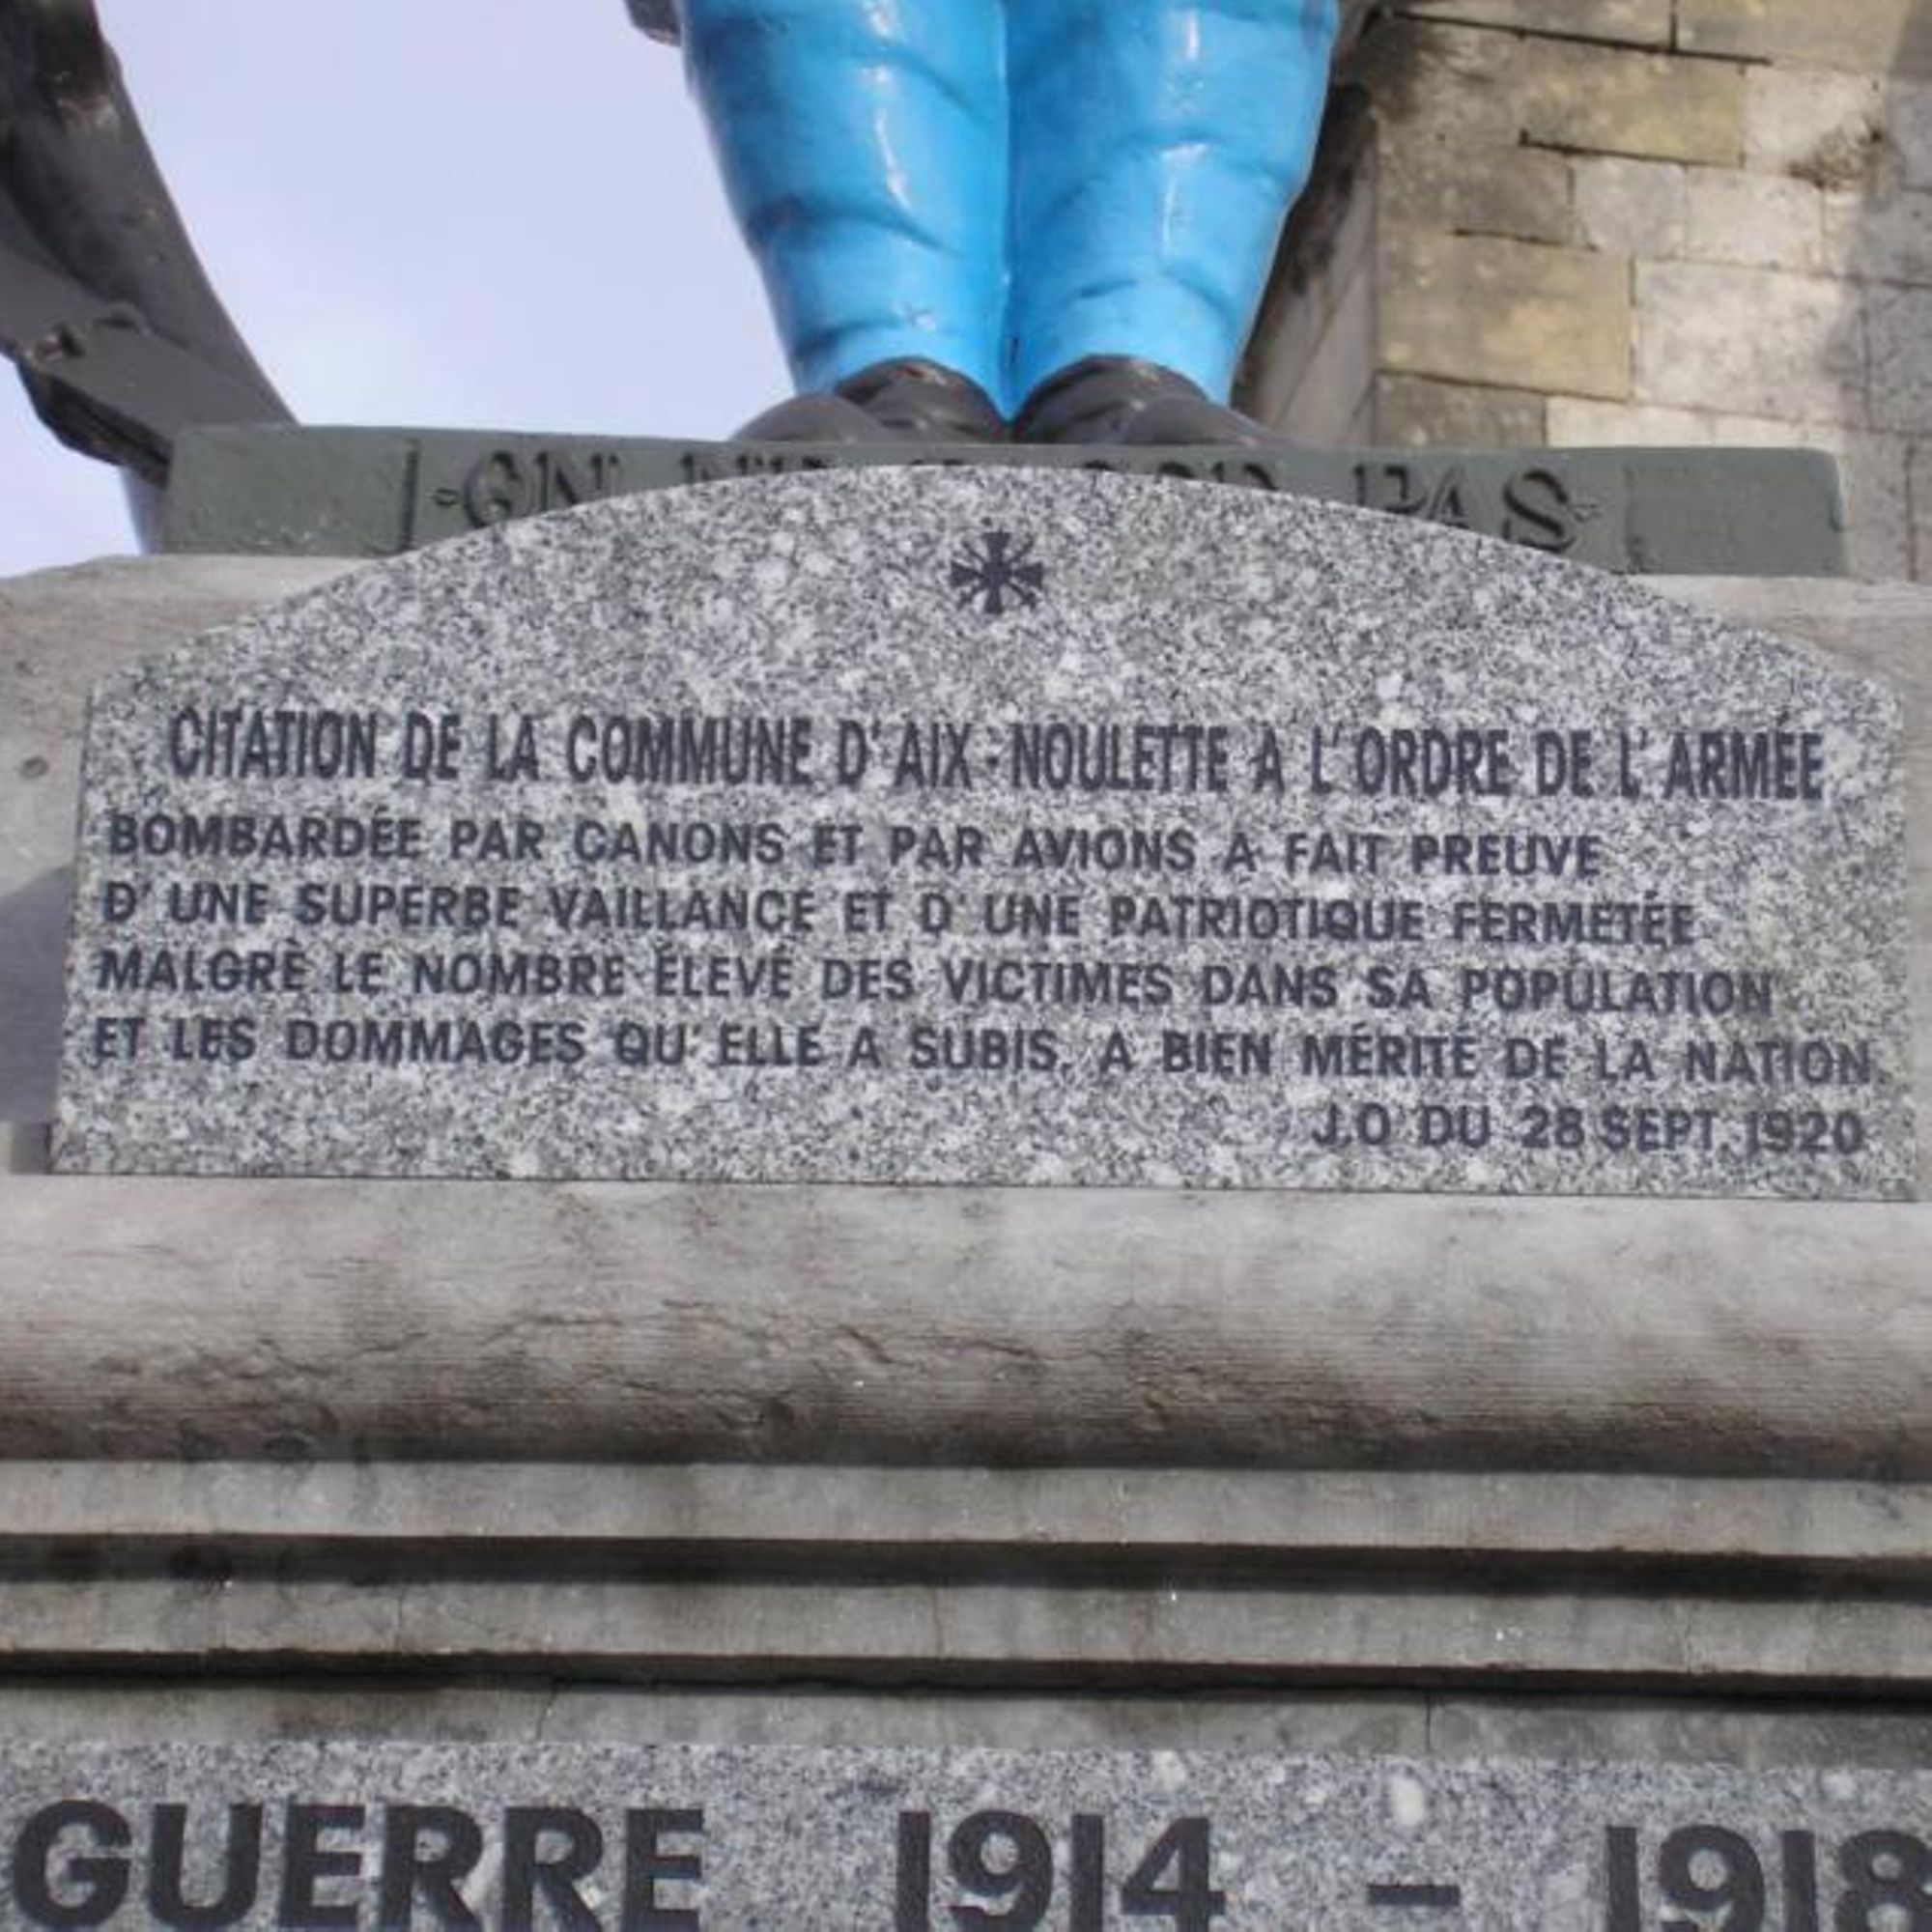 PAS
CITATION DE LA COMMUNE D'AIX-NOULETTE A L'ORDRE DE L'ARMÉE
BOMBARDÉE PAR CANONS ET PAR AVIONS A FAIT PREUVE
D'UNE SUPERBE VAILLANCE ET D'UNE PATRIOTIQUE FERMETÉE
MALGRÈ LE NOMBRE ÉLEVÉ DES VICTIMES DANS SA POPULATION
ET LES DOMMAGES QU'ELLE A SUBIS, A BIEN MÉRITÉ DE LA NATION
J.O DU 28 SEPT. 1920
GUERRE 1914 - 1918